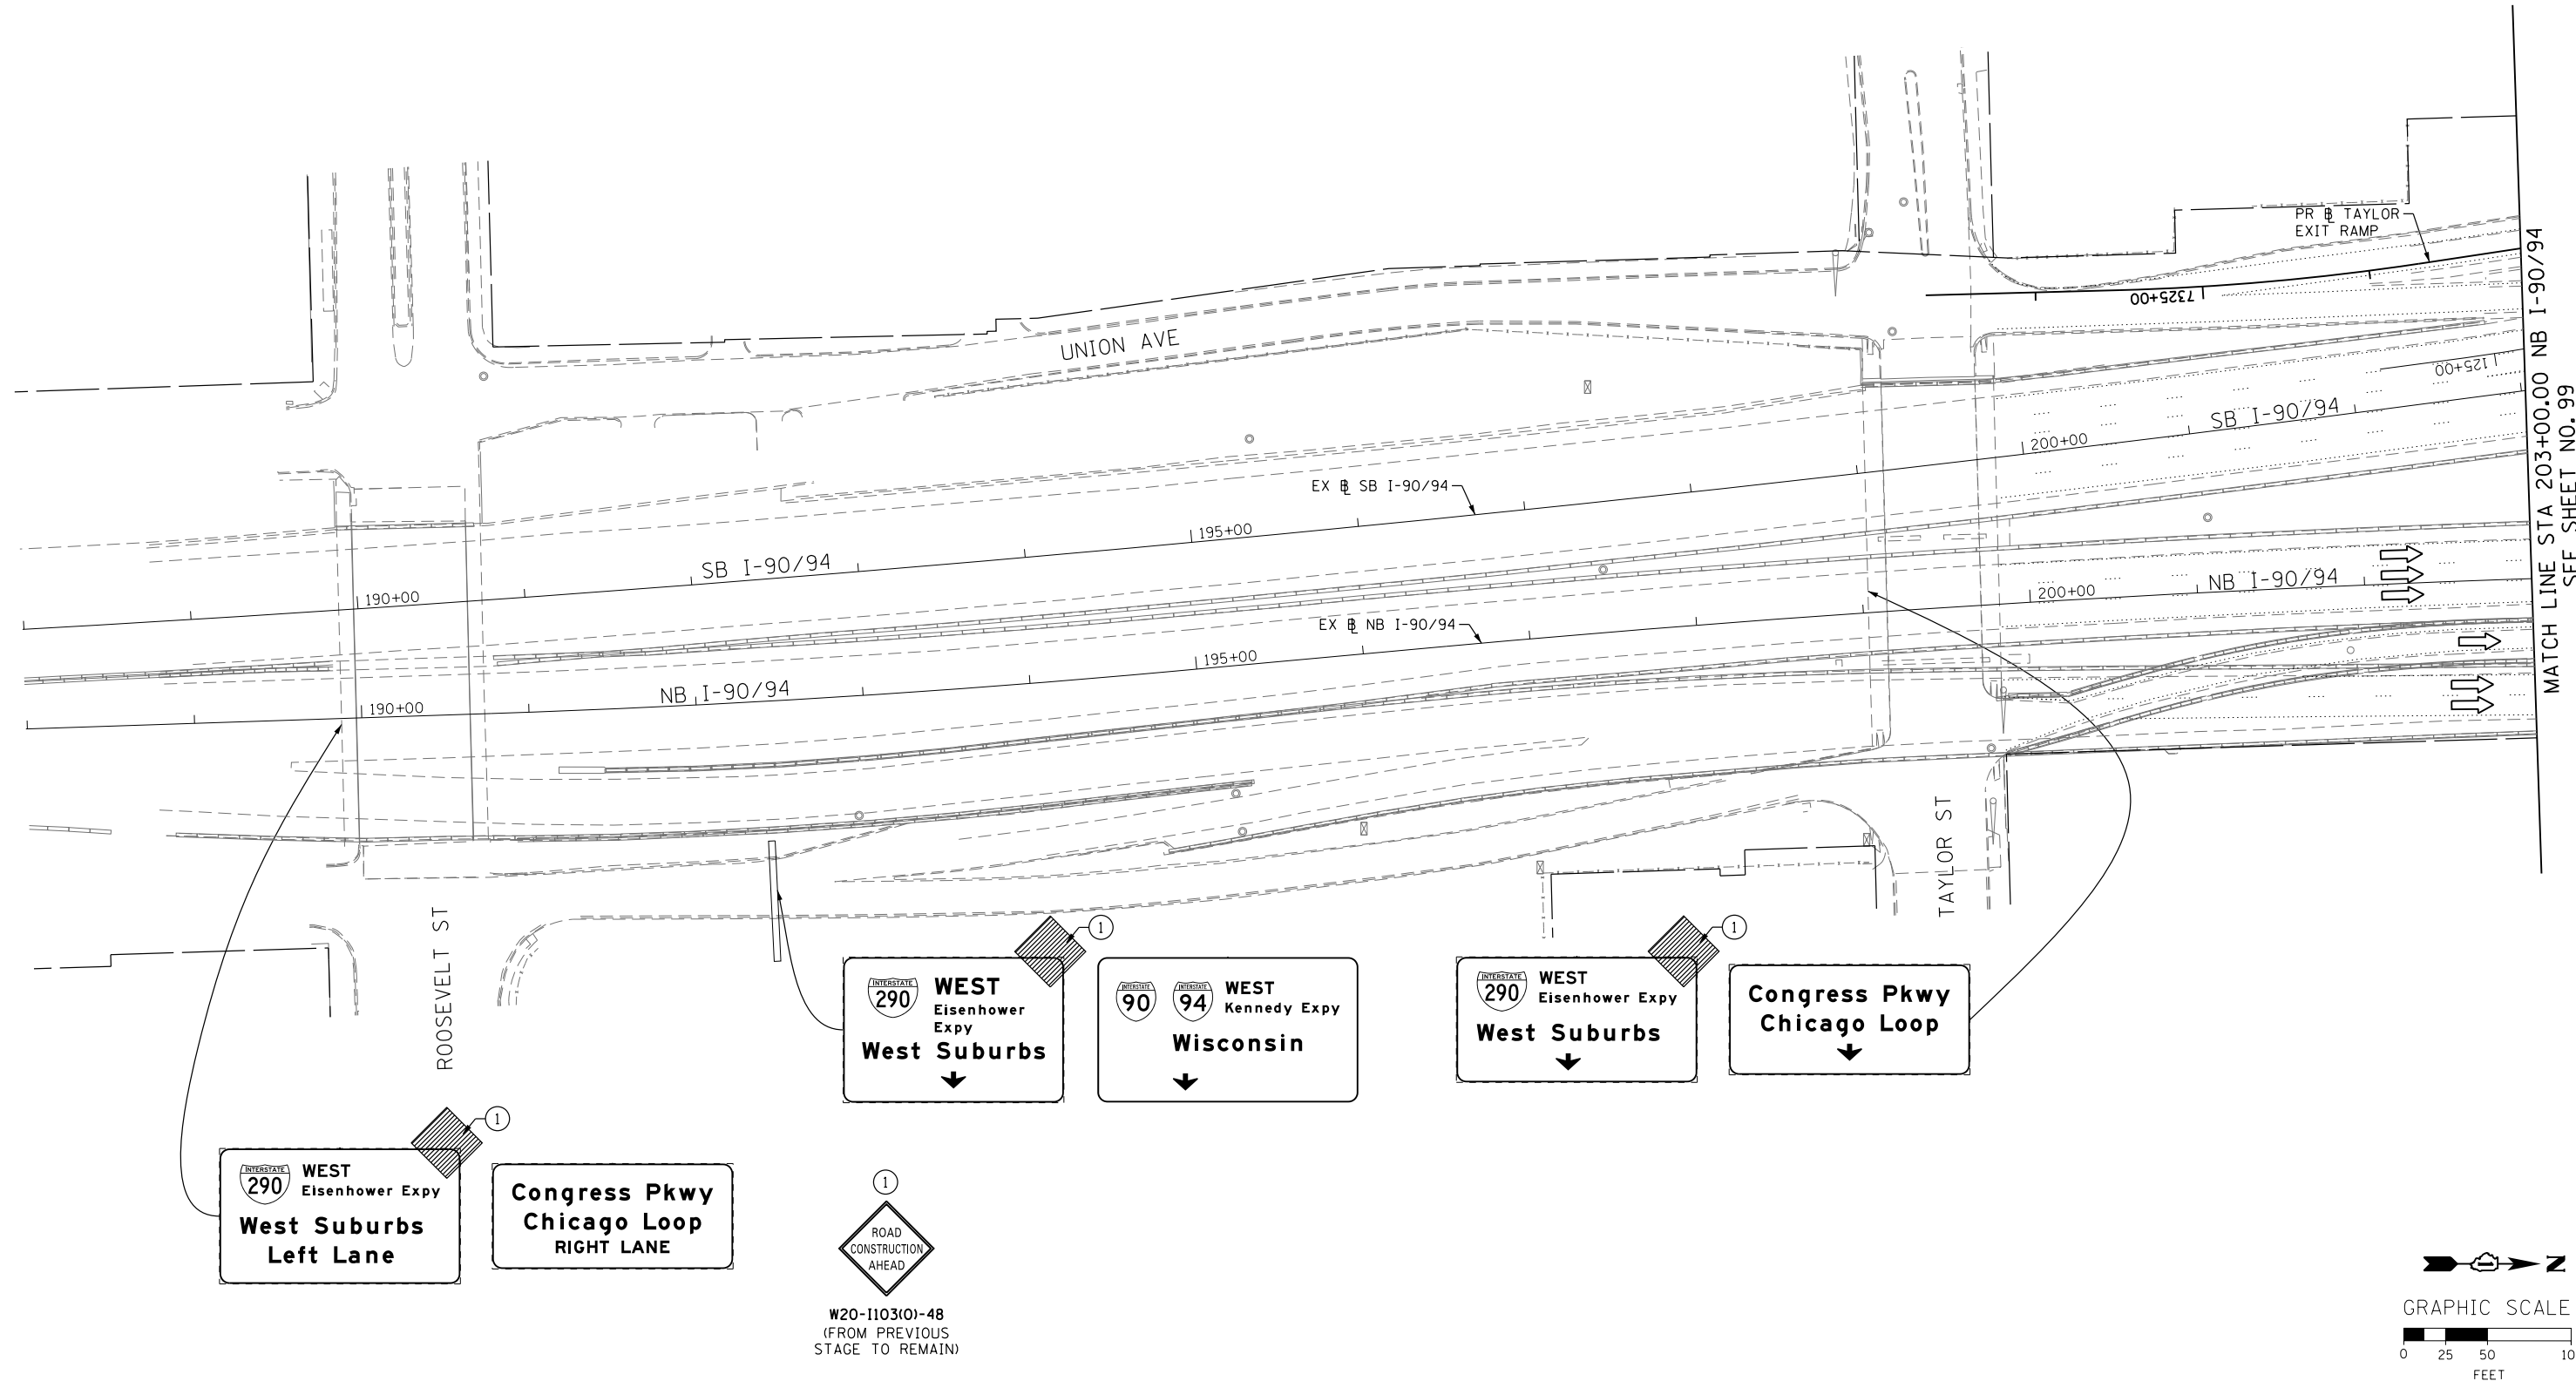 PR ℄ TAYLOR
EXIT RAMP
7325+00
UNION AVE
125+00
SB I-90/94
200+00
EX ℄ SB I-90/94
195+00
SB I-90/94
190+00
NB I-90/94
200+00
EX ℄ NB I-90/94
195+00
NB I-90/94
190+00
MATCH LINE STA 203+00.00 NB I-90/94
SEE SHEET NO. 99
TAYLOR ST
ROOSEVELT ST
1
INTERSTATE
290
WEST
Eisenhower
Expy
West Suburbs
INTERSTATE
90
INTERSTATE
94
WEST
Kennedy Expy
Wisconsin
1
INTERSTATE
290
WEST
Eisenhower Expy
West Suburbs
Congress Pkwy
Chicago Loop
1
INTERSTATE
290
WEST
Eisenhower Expy
West Suburbs
Left Lane
Congress Pkwy
Chicago Loop
RIGHT LANE
1
ROAD
CONSTRUCTION
AHEAD
W20-I103(O)-48
(FROM PREVIOUS
STAGE TO REMAIN)
N
GRAPHIC SCALE
0 25 50 10
FEET